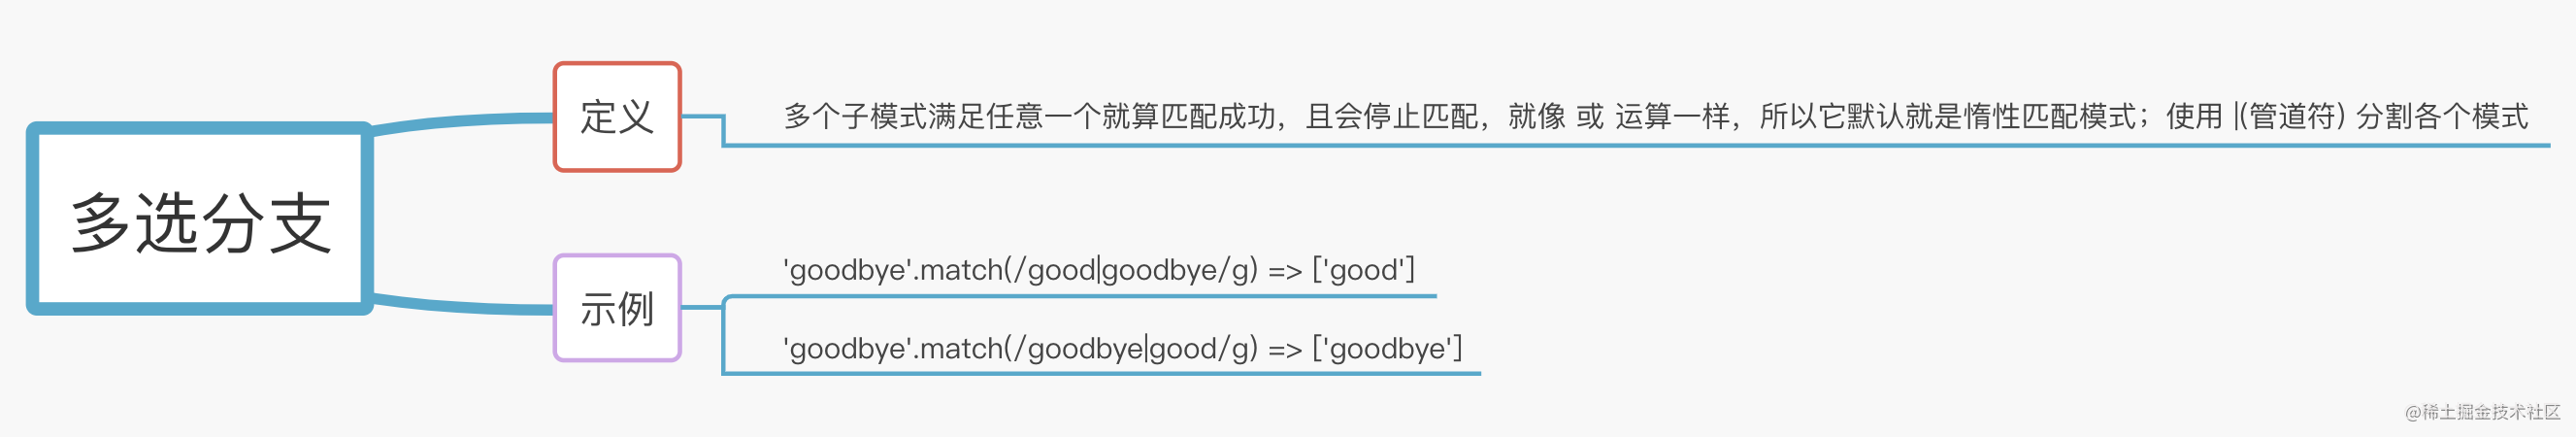 多选分支
定义
多个子模式满足任意一个就算匹配成功，且会停止匹配，就像 或 运算一样，所以它默认就是惰性匹配模式；使用 |(管道符) 分割各个模式
示例
'goodbye'.match(/good|goodbye/g) => ['good']
'goodbye'.match(/goodbye|good/g) => ['goodbye']
@稀土掘金技术社区